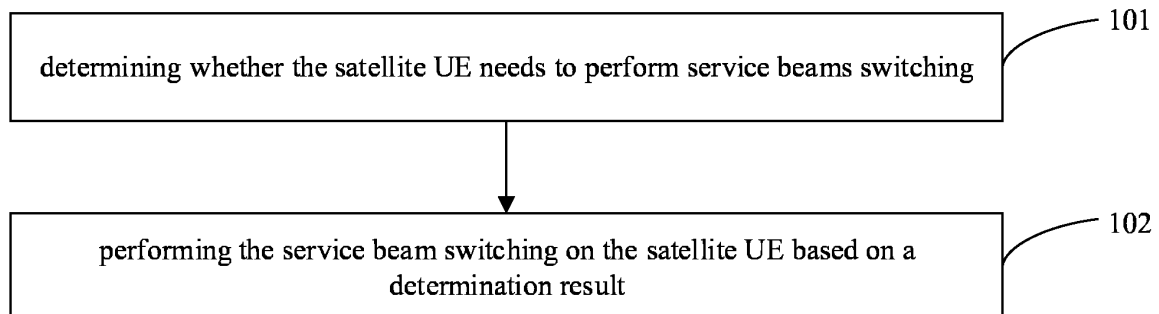 101
determining whether the satellite UE needs to perform service beams switching
102
performing the service beam switching on the satellite UE based on a
determination result